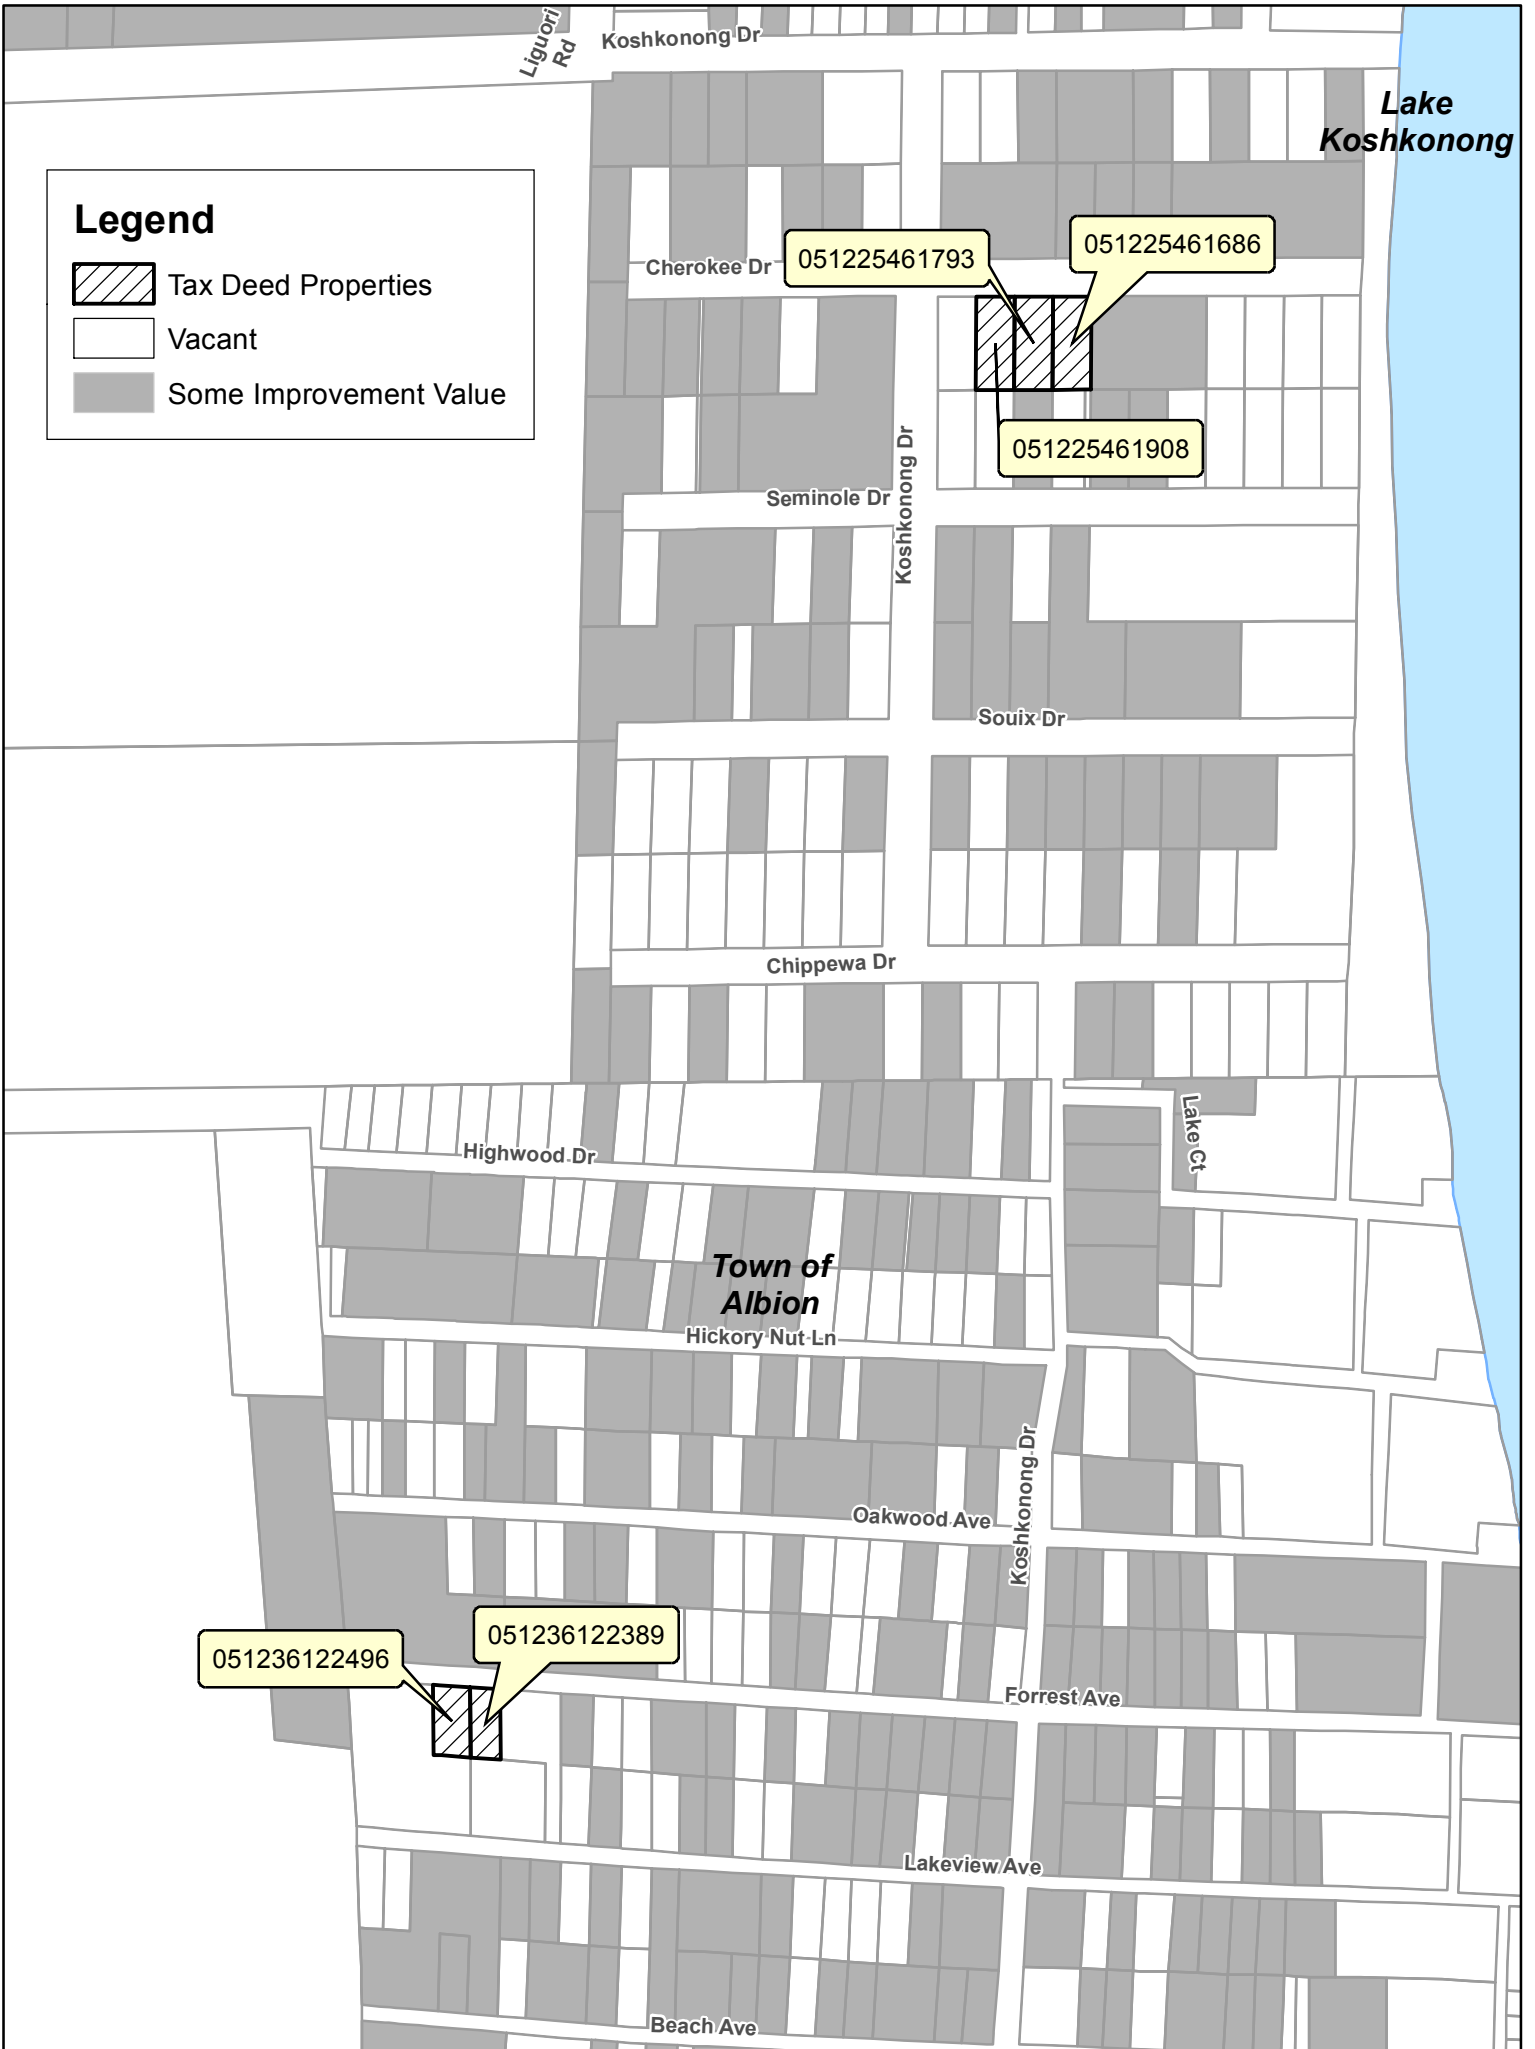 Liguori
Rd
Koshkonong Dr
Lake
Koshkonong
Legend
Tax Deed Properties
Vacant
Some Improvement Value
Cherokee Dr
051225461793
051225461686
051225461908
Koshkonong Dr
Seminole Dr
Souix Dr
Chippewa Dr
Lake Ct
Highwood Dr
Town of
Albion
Hickory Nut Ln
Koshkonong Dr
Oakwood Ave
051236122496
051236122389
Forrest Ave
Lakeview Ave
Beach Ave